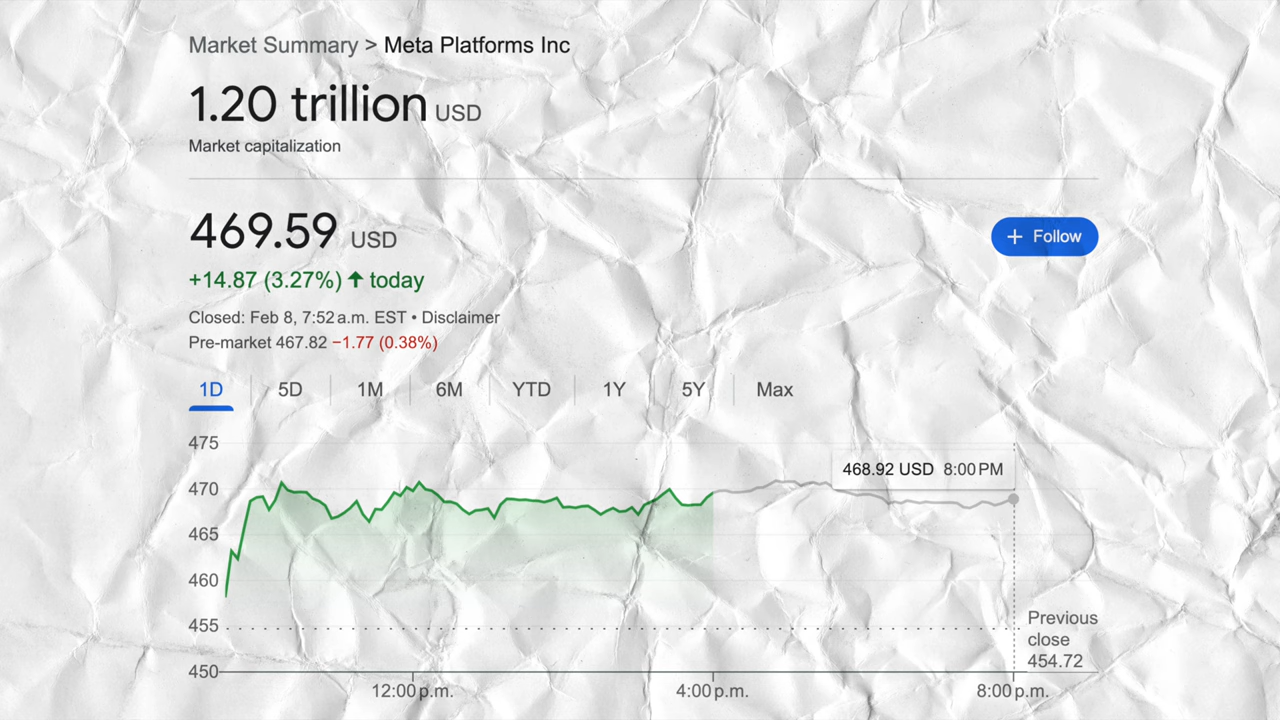 Market Summary > Meta Platforms Inc
1.20 trillion USD
Market capitalization
469.59 USD
+ Follow
+14.87 (3.27%) ↑ today
Closed: Feb 8, 7:52 a.m. EST • Disclaimer
Pre-market 467.82 −1.77 (0.38%)
1D 5D 1M 6M YTD 1Y 5Y Max
475
468.92 USD 8:00 PM
470
465
460
455
Previous
close
454.72
450
12:00 p.m. 4:00 p.m. 8:00 p.m.